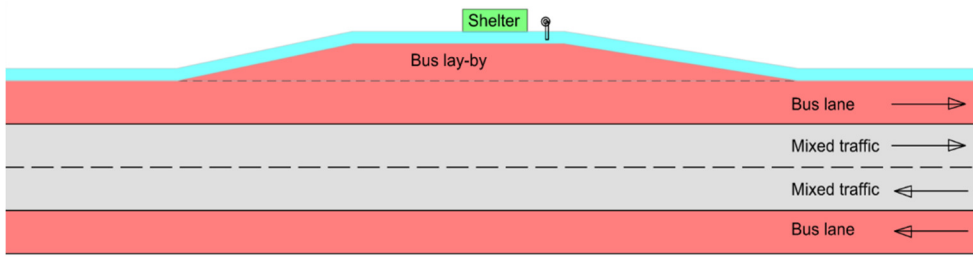 Shelter
Bus lay-by
Bus lane
Mixed traffic
Mixed traffic
Bus lane